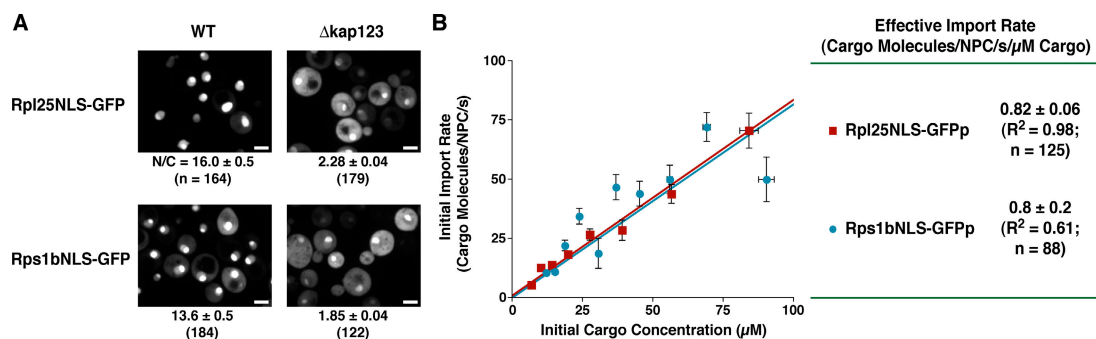 A
WT
Δkap123
Rpl25NLS-GFP
N/C = 16.0 ± 0.5
(n = 164)
2.28 ± 0.04
(179)
Rps1bNLS-GFP
13.6 ± 0.5
(184)
1.85 ± 0.04
(122)
B
Initial Import Rate
(Cargo Molecules/NPC/s)
100
75
50
25
0
0
25
50
75
100
Initial Cargo Concentration (µM)
Effective Import Rate
(Cargo Molecules/NPC/s/µM Cargo)
Rpl25NLS-GFPp
0.82 ± 0.06
(R² = 0.98;
n = 125)
Rps1bNLS-GFPp
0.8 ± 0.2
(R² = 0.61;
n = 88)